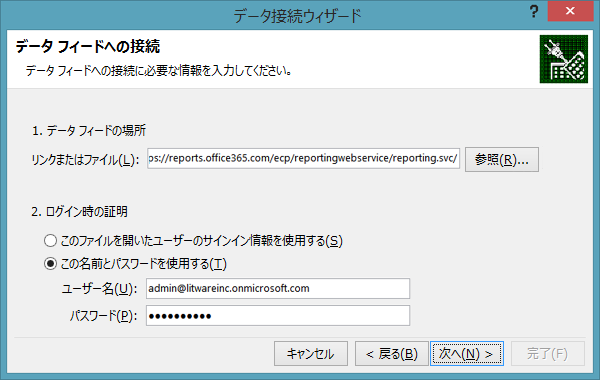 データ接続ウィザード
? ×
データ フィードへの接続
データ フィードへの接続に必要な情報を入力してください。
1. データ フィードの場所
リンクまたはファイル(L): ps://reports.office365.com/ecp/reportingwebservice/reporting.svc/ 参照(R)...
2. ログイン時の証明
このファイルを開いたユーザーのサインイン情報を使用する(S)
この名前とパスワードを使用する(T)
ユーザー名(U): admin@litwareinc.onmicrosoft.com
パスワード(P): ●●●●●●●●●●
キャンセル < 戻る(B) 次へ(N) > 完了(F)